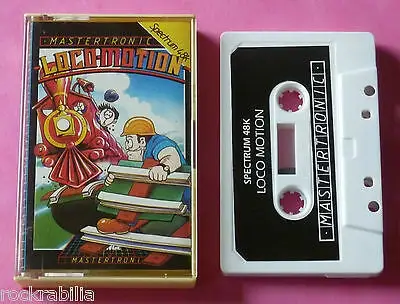 MASTERTRONIC
Spectrum 48K
LOCO·MOTION
MASTERTRONIC
SPECTRUM 48K
LOCO MOTION
·MASTERTRONIC·
rockrabilia